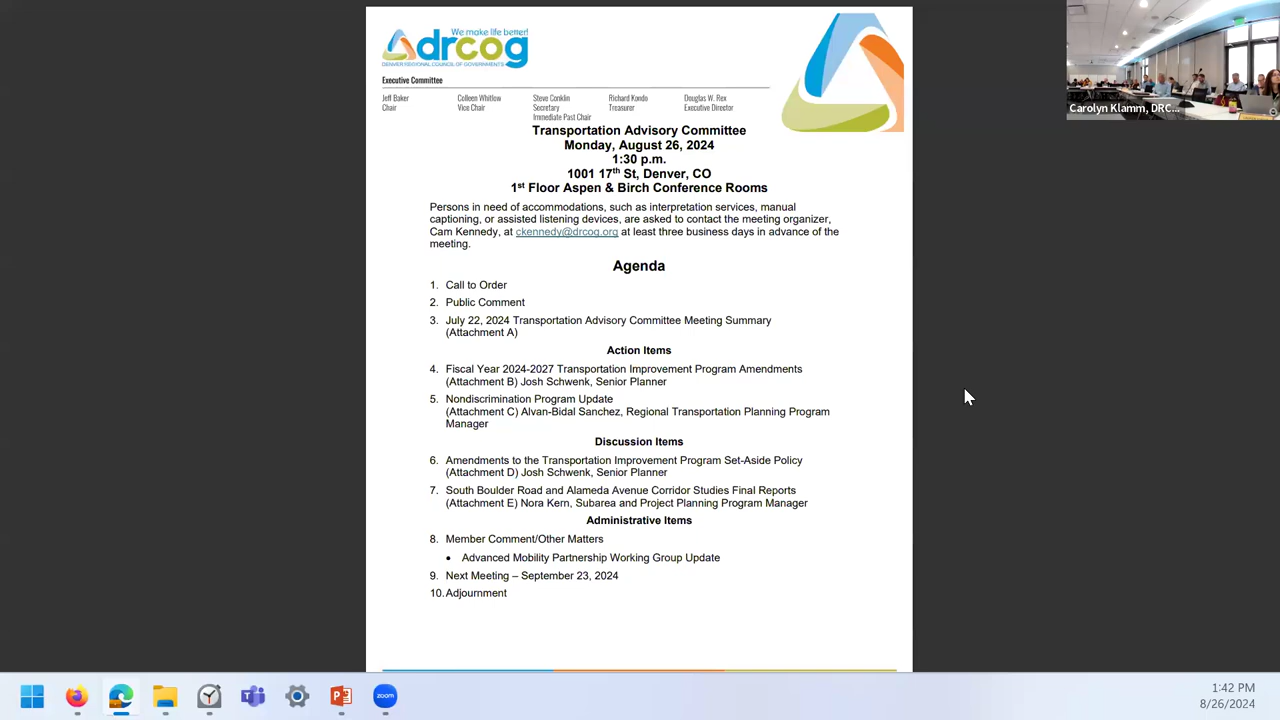 We make life better!
drcog
DENVER REGIONAL COUNCIL OF GOVERNMENTS
Executive Committee
Jeff Baker
Chair
Colleen Whitlow
Vice Chair
Steve Conklin
Secretary
Immediate Past Chair
Richard Kondo
Treasurer
Douglas W. Rex
Executive Director
Transportation Advisory Committee
Monday, August 26, 2024
1:30 p.m.
1001 17th St, Denver, CO
1st Floor Aspen & Birch Conference Rooms
Persons in need of accommodations, such as interpretation services, manual
captioning, or assisted listening devices, are asked to contact the meeting organizer,
Cam Kennedy, at ckennedy@drcog.org at least three business days in advance of the
meeting.
Agenda
1. Call to Order
2. Public Comment
3. July 22, 2024 Transportation Advisory Committee Meeting Summary
(Attachment A)
Action Items
4. Fiscal Year 2024-2027 Transportation Improvement Program Amendments
(Attachment B) Josh Schwenk, Senior Planner
5. Nondiscrimination Program Update
(Attachment C) Alvan-Bidal Sanchez, Regional Transportation Planning Program
Manager
Discussion Items
6. Amendments to the Transportation Improvement Program Set-Aside Policy
(Attachment D) Josh Schwenk, Senior Planner
7. South Boulder Road and Alameda Avenue Corridor Studies Final Reports
(Attachment E) Nora Kern, Subarea and Project Planning Program Manager
Administrative Items
8. Member Comment/Other Matters
• Advanced Mobility Partnership Working Group Update
9. Next Meeting – September 23, 2024
10. Adjournment
Carolyn Klamm, DRC...
zoom
1:42 PM
8/26/2024